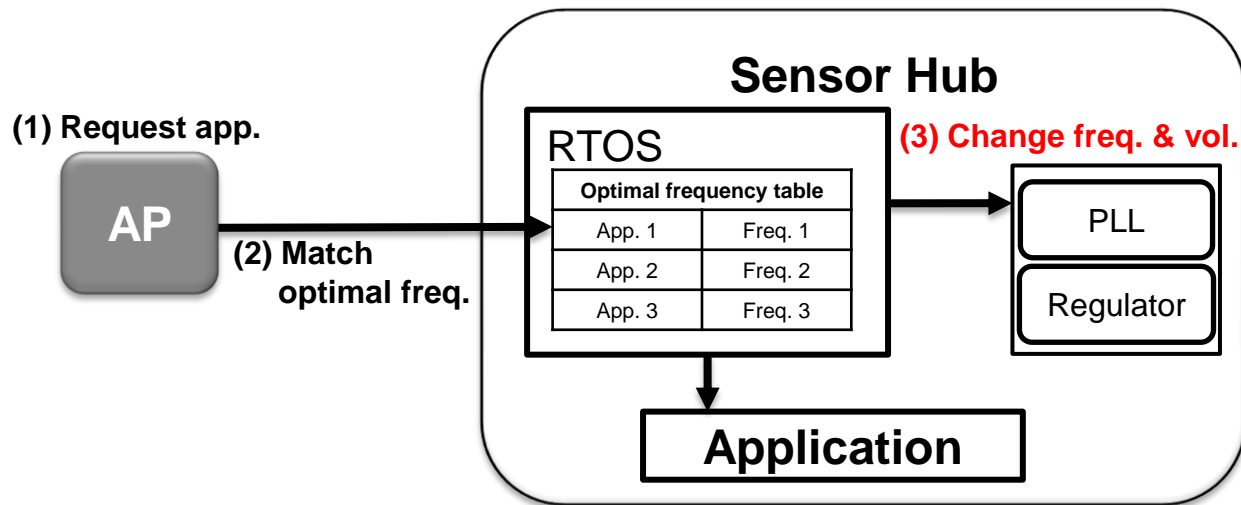 Sensor Hub
(1) Request app.
AP
(2) Match
optimal freq.
RTOS
Optimal frequency table
App. 1 Freq. 1
App. 2 Freq. 2
App. 3 Freq. 3
(3) Change freq. & vol.
PLL
Regulator
Application